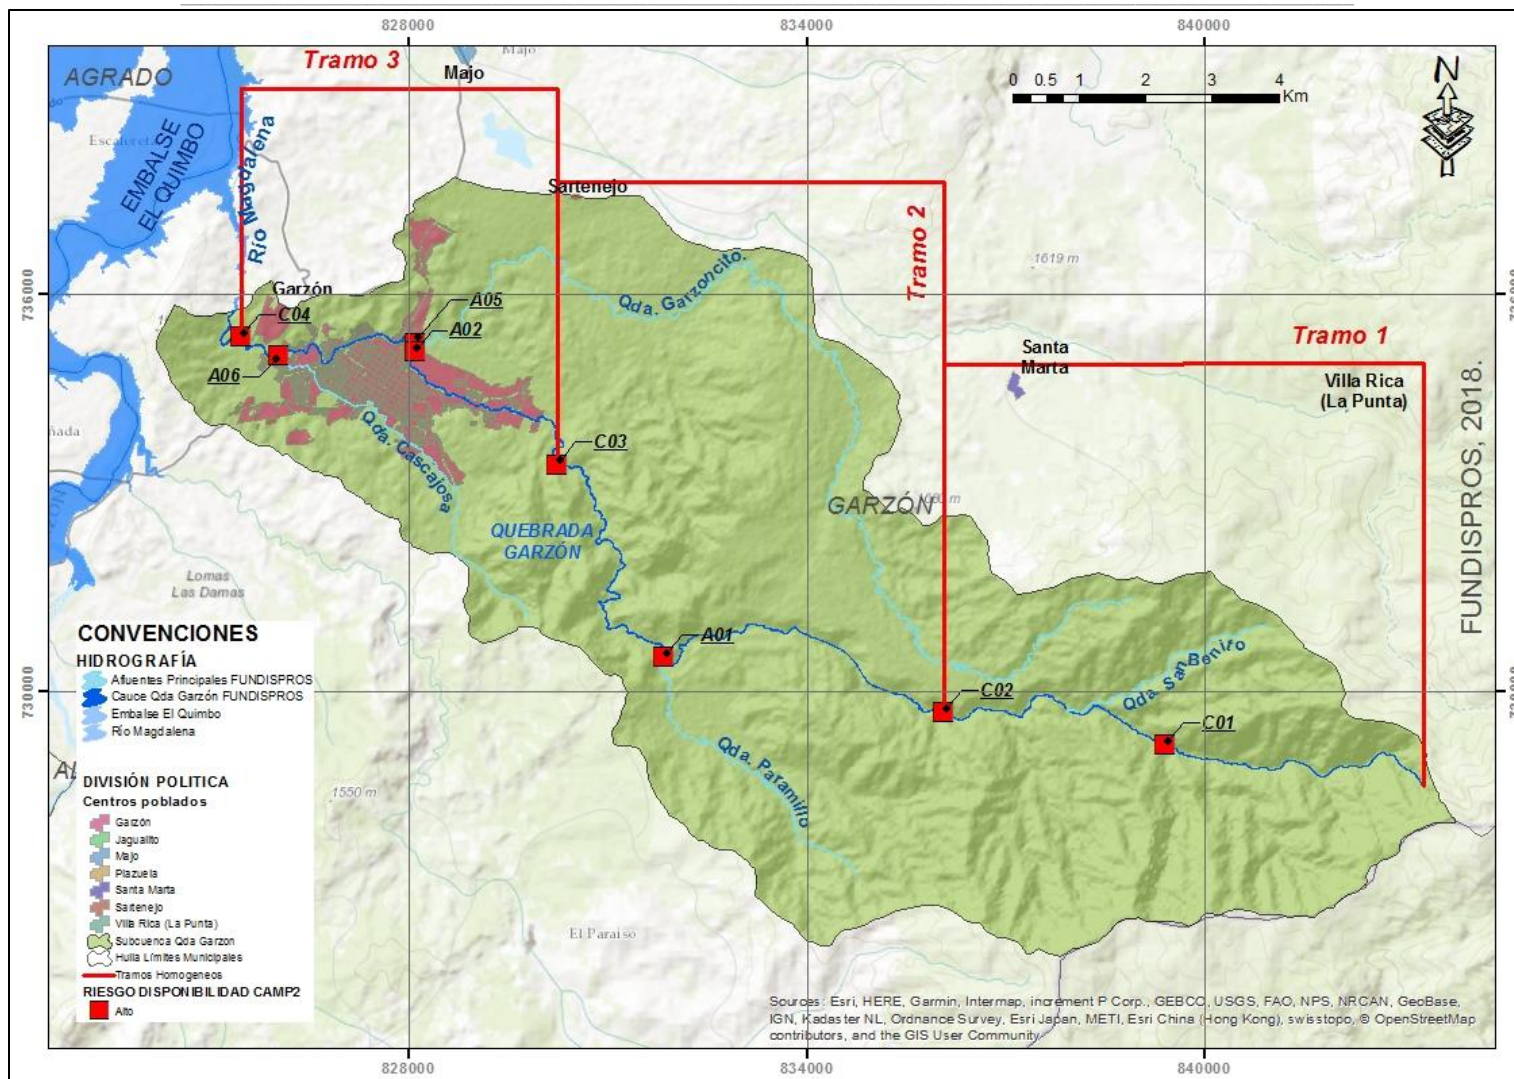 828000
834000
840000
AGRADO
Tramo 3
Majo
Majo
0 0.5 1 2 3 4
Km
N
EMBALSE
EL QUIMBO
Río Magdalena
Sartenejo
Tramo 2
1619 m
Qda. Garzoncito.
736000
Garzón
C04
A05
A02
A06
Tramo 1
Santa
Marta
Villa Rica
(La Punta)
FUNDISPROS, 2018.
Qda. Cascajosa
C03
GARZÓN
QUEBRADA
GARZÓN
Lomas
Las Damas
A01
C02
Qda. San Benito
C01
730000
Qda. Paramillo
1550 m
El Paraiso
CONVENCIONES
HIDROGRAFÍA
Afluentes Principales FUNDISPROS
Cauce Qda Garzón FUNDISPROS
Embalse El Quimbo
Río Magdalena
DIVISIÓN POLITICA
Centros poblados
Garzón
Jagualito
Majo
Plazuela
Santa Marta
Sartenejo
Villa Rica (La Punta)
Subcuenca Qda Garzon
Huila Límites Municipales
Tramos Homogeneos
RIESGO DISPONIBILIDAD CAMP2
Alto
Sources: Esri, HERE, Garmin, Intermap, increment P Corp., GEBCO, USGS, FAO, NPS, NRCAN, GeoBase,
IGN, Kadaster NL, Ordnance Survey, Esri Japan, METI, Esri China (Hong Kong), swisstopo, © OpenStreetMap
contributors, and the GIS User Community
828000
834000
840000